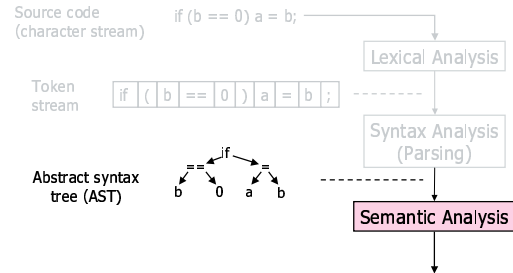 Source code
(character stream)
if (b == 0) a = b;
Lexical Analysis
Token
stream
if ( b == 0 ) a = b ;
Syntax Analysis
(Parsing)
Abstract syntax
tree (AST)
if
== =
b 0 a b
Semantic Analysis